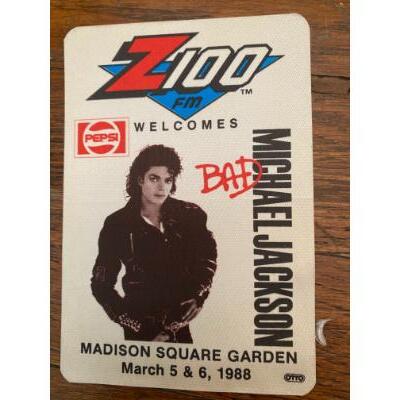 Z100
FM
TM
WELCOMES
PEPSI
BAD
MICHAEL JACKSON
MADISON SQUARE GARDEN
March 5 & 6, 1988
OTTO